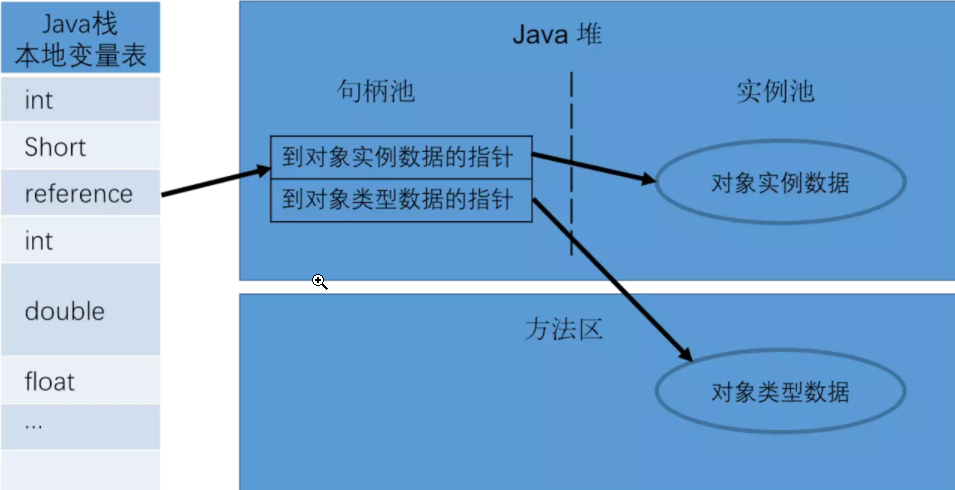 Java栈
本地变量表
int
Short
reference
int
double
float
...
Java 堆
句柄池
实例池
到对象实例数据的指针
到对象类型数据的指针
对象实例数据
方法区
对象类型数据